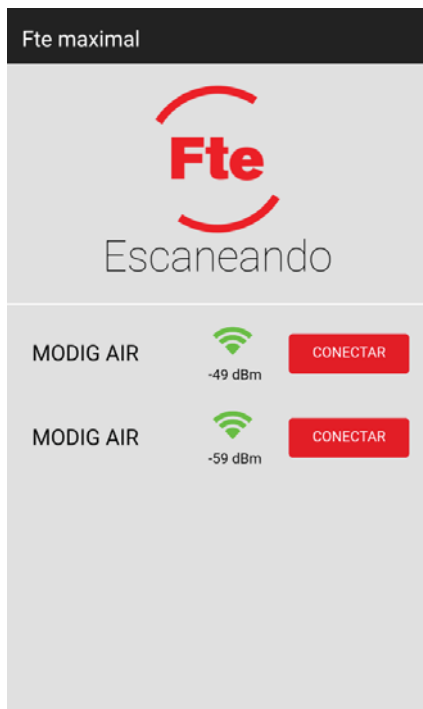 Fte maximal
Fte
Escaneando
MODIG AIR
-49 dBm
CONECTAR
MODIG AIR
-59 dBm
CONECTAR